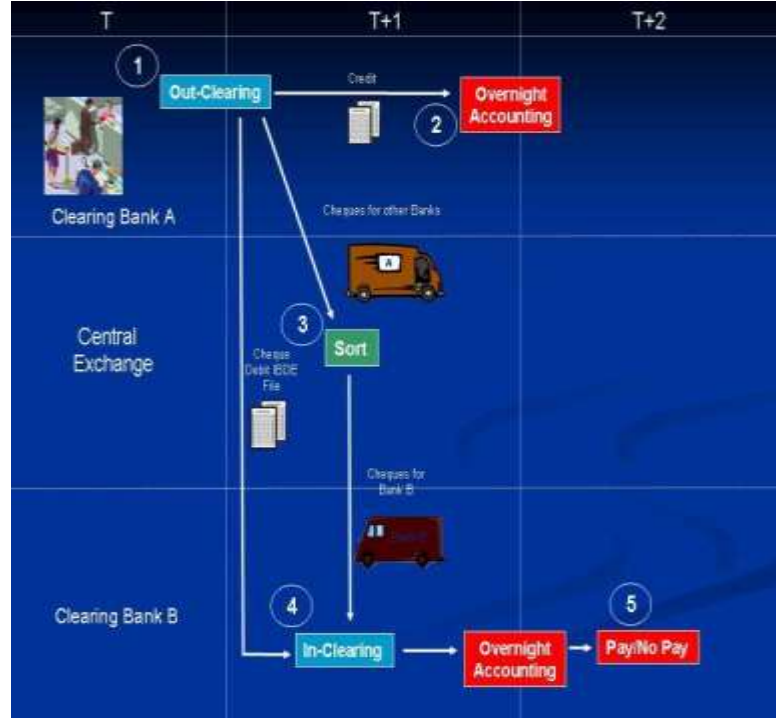 T
T+1
T+2
1
Out-Clearing
Credit
2
Overnight
Accounting
Clearing Bank A
Cheques for other Banks
A
3
Central
Exchange
Sort
Cheque
Debit IBDE
File
Cheques for
Bank B
4
5
Clearing Bank B
In-Clearing
Overnight
Accounting
Pay/No Pay